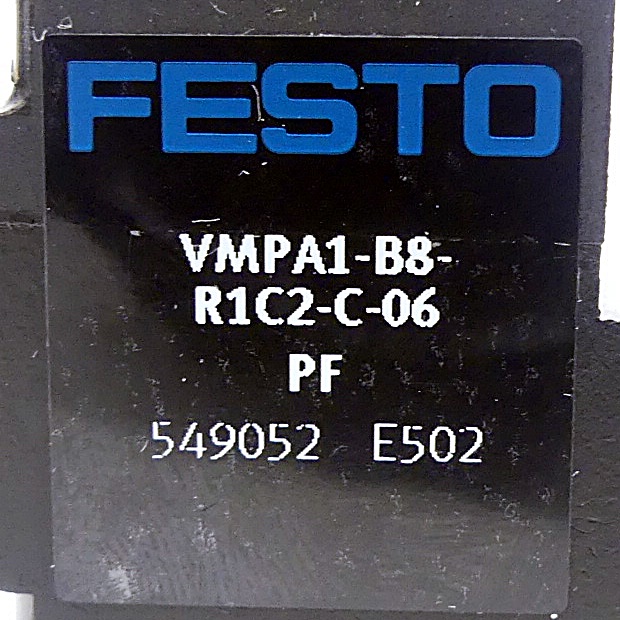 FESTO
VMPA1-B8-
R1C2-C-06
PF
549052 E502